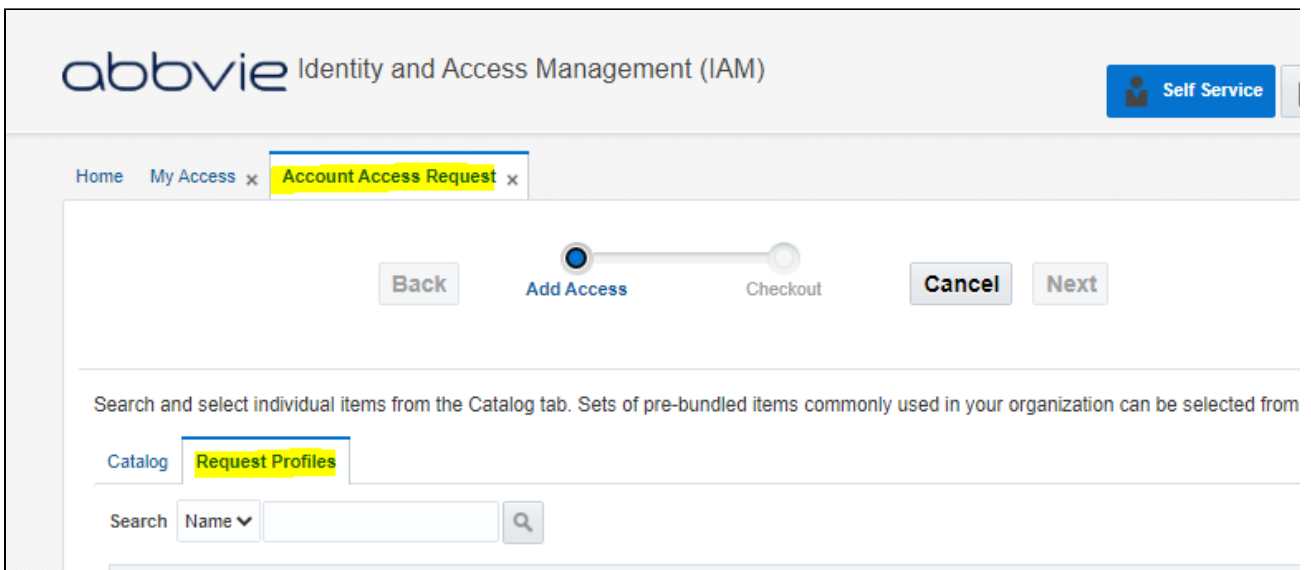 abbvie Identity and Access Management (IAM)
Self Service
Home My Access x Account Access Request x
Back Add Access Checkout Cancel Next
Search and select individual items from the Catalog tab. Sets of pre-bundled items commonly used in your organization can be selected from
Catalog Request Profiles
Search Name